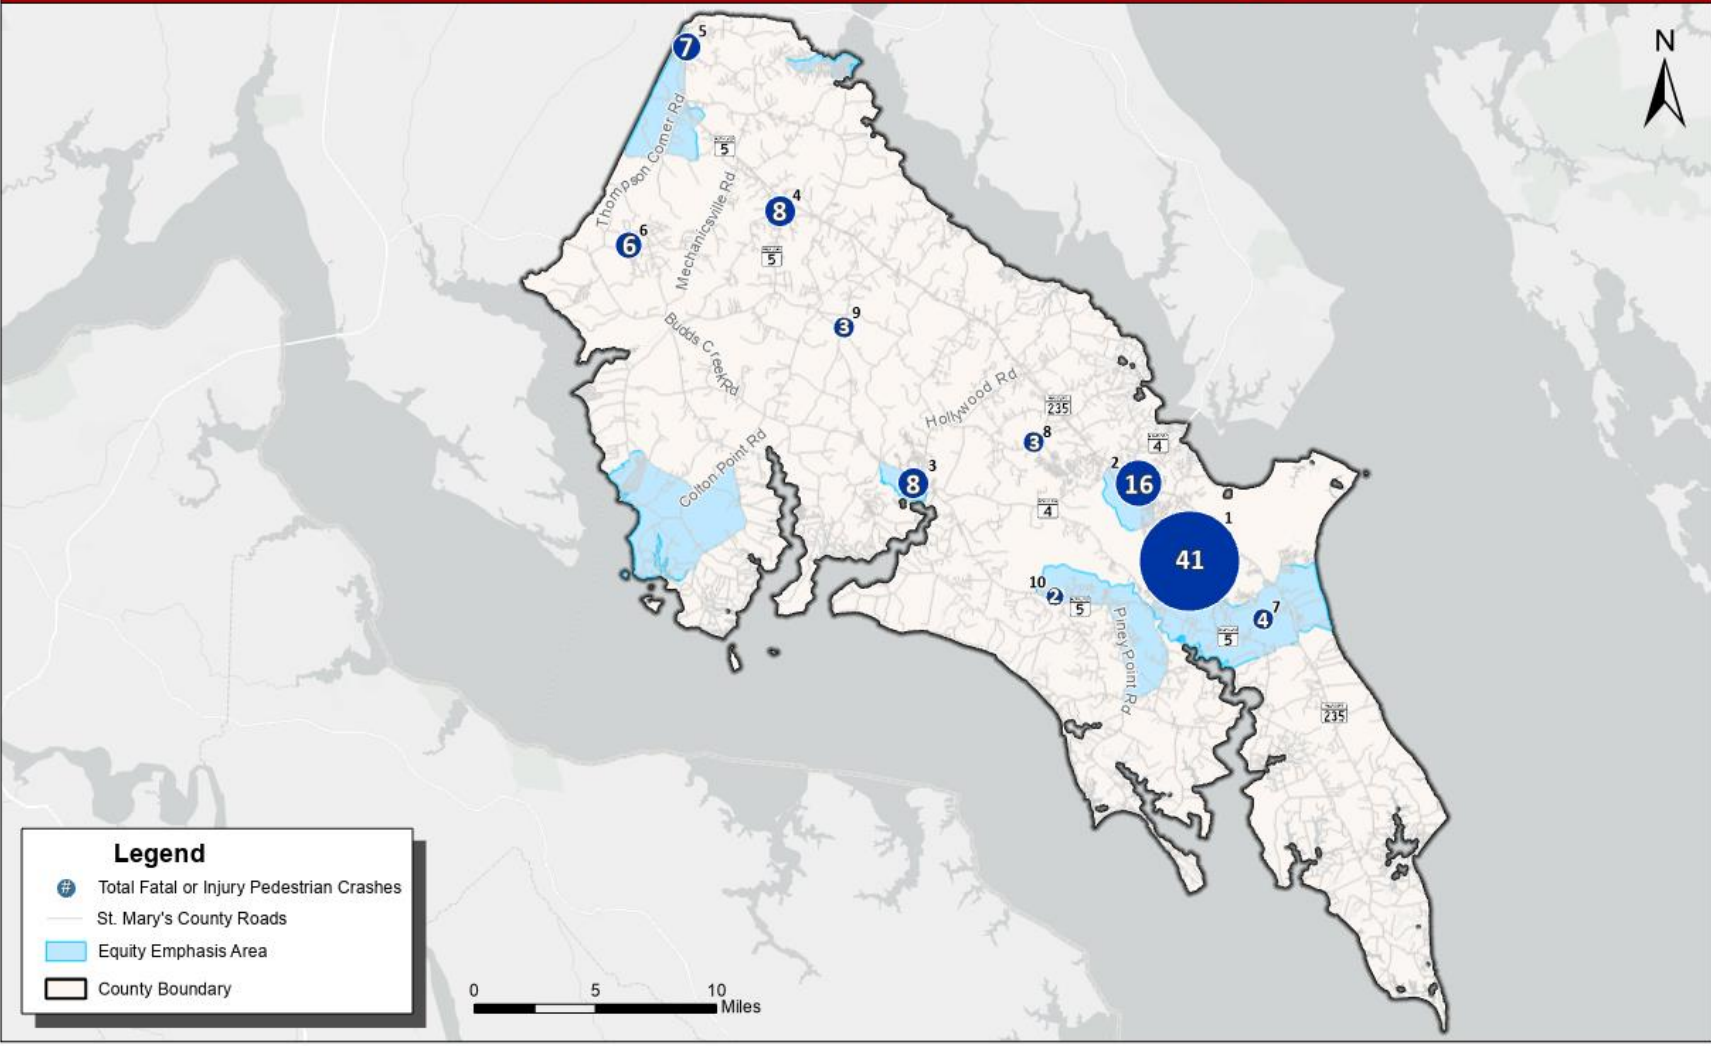 N
5
7
Thompson Corner Rd
5
4
8
Mechanicsville Rd
6
6
5
9
3
Budds Creek Rd
Hollywood Rd
235
8
3
4
Colton Point Rd
3
8
2
16
4
1
41
10
2
5
Piney Point Rd
7
4
5
235
Legend
# Total Fatal or Injury Pedestrian Crashes
St. Mary's County Roads
Equity Emphasis Area
County Boundary
0 5 10
Miles